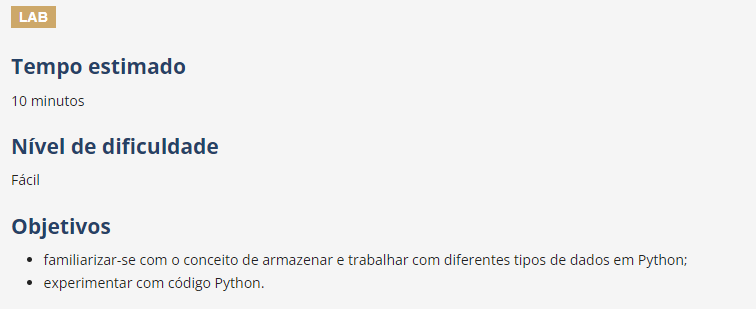 LAB
Tempo estimado
10 minutos
Nível de dificuldade
Fácil
Objetivos
familiarizar-se com o conceito de armazenar e trabalhar com diferentes tipos de dados em Python;
experimentar com código Python.